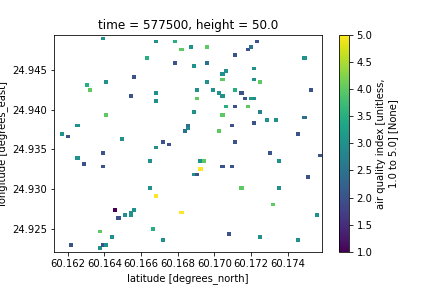 time = 577500, height = 50.0
24.945
24.940
24.935
24.930
24.925
longitude [degrees_east]
60.162 60.164 60.166 60.168 60.170 60.172 60.174
latitude [degrees_north]
5.0
4.5
4.0
3.5
3.0
2.5
2.0
1.5
1.0
air quality index [unitless,
1.0 to 5.0] [None]